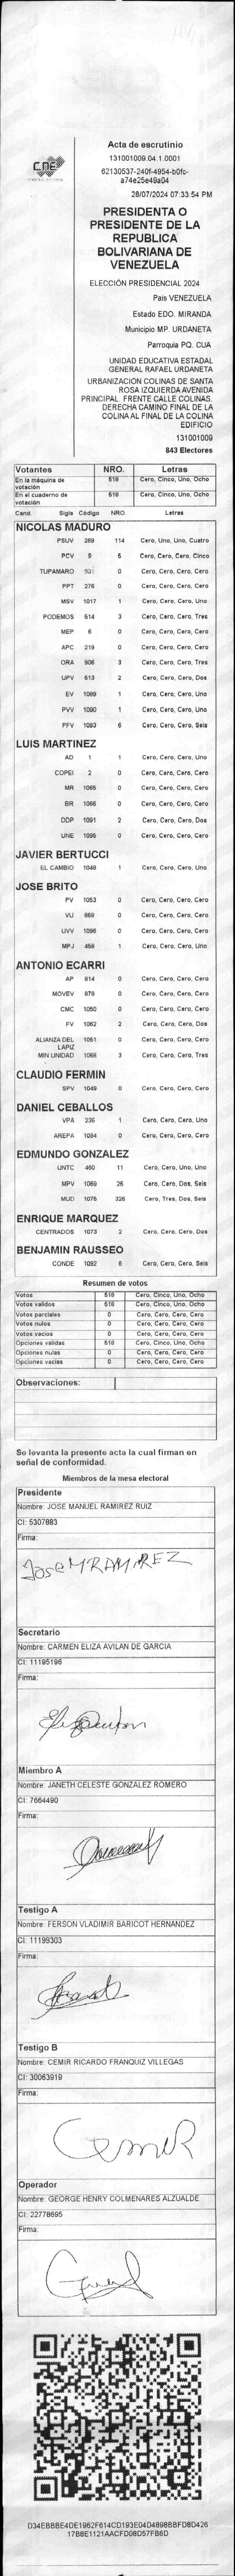 CNE
Acta de escrutinio
131001009.04.1.0001
62130537-240f-4954-b0fc-
a74e25e49a04
28/07/2024 07:33:54 PM
PRESIDENTA O
PRESIDENTE DE LA
REPUBLICA
BOLIVARIANA DE
VENEZUELA
ELECCIÓN PRESIDENCIAL 2024
Pais VENEZUELA
Estado EDO. MIRANDA
Municipio MP. URDANETA
Parroquia PQ. CUA
UNIDAD EDUCATIVA ESTADAL
GENERAL RAFAEL URDANETA
URBANIZACION COLINAS DE SANTA
ROSA IZQUIERDA AVENIDA
PRINCIPAL. FRENTE CALLE COLINAS.
DERECHA CAMINO FINAL DE LA
COLINA AL FINAL DE LA COLINA
EDIFICIO
131001009
843 Electores
Votantes NRO. Letras
En la máquina de votación 518 Cero, Cinco, Uno, Ocho
En el cuaderno de votación 518 Cero, Cinco, Uno, Ocho
Cand. Sigla Código NRO. Letras
NICOLAS MADURO
PSUV 269 114 Cero, Uno, Uno, Cuatro
PCV 9 5 Cero, Cero, Cero, Cinco
TUPAMARO 931 0 Cero, Cero, Cero, Cero
PPT 276 0 Cero, Cero, Cero, Cero
MSV 1017 1 Cero, Cero, Cero, Uno
PODEMOS 514 3 Cero, Cero, Cero, Tres
MEP 6 0 Cero, Cero, Cero, Cero
APC 219 0 Cero, Cero, Cero, Cero
ORA 906 3 Cero, Cero, Cero, Tres
UPV 613 2 Cero, Cero, Cero, Dos
EV 1089 1 Cero, Cero, Cero, Uno
PVV 1090 1 Cero, Cero, Cero, Uno
PFV 1093 6 Cero, Cero, Cero, Seis
LUIS MARTINEZ
AD 1 1 Cero, Cero, Cero, Uno
COPEI 2 0 Cero, Cero, Cero, Cero
MR 1065 0 Cero, Cero, Cero, Cero
BR 1066 0 Cero, Cero, Cero, Cero
DDP 1091 2 Cero, Cero, Cero, Dos
UNE 1095 0 Cero, Cero, Cero, Cero
JAVIER BERTUCCI
EL CAMBIO 1048 1 Cero, Cero, Cero, Uno
JOSE BRITO
PV 1053 0 Cero, Cero, Cero, Cero
VU 868 0 Cero, Cero, Cero, Cero
UVV 1096 0 Cero, Cero, Cero, Cero
MPJ 458 1 Cero, Cero, Cero, Uno
ANTONIO ECARRI
AP 814 0 Cero, Cero, Cero, Cero
MOVEV 879 0 Cero, Cero, Cero, Cero
CMC 1050 0 Cero, Cero, Cero, Cero
FV 1062 2 Cero, Cero, Cero, Dos
ALIANZA DEL LAPIZ 1051 0 Cero, Cero, Cero, Cero
MIN UNIDAD 1068 3 Cero, Cero, Cero, Tres
CLAUDIO FERMIN
SPV 1049 0 Cero, Cero, Cero, Cero
DANIEL CEBALLOS
VPA 236 1 Cero, Cero, Cero, Uno
AREPA 1094 0 Cero, Cero, Cero, Cero
EDMUNDO GONZALEZ
UNTC 460 11 Cero, Cero, Uno, Uno
MPV 1069 26 Cero, Cero, Dos, Seis
MUD 1076 326 Cero, Tres, Dos, Seis
ENRIQUE MARQUEZ
CENTRADOS 1073 2 Cero, Cero, Cero, Dos
BENJAMIN RAUSSEO
CONDE 1092 6 Cero, Cero, Cero, Seis
Resumen de votos
Votos 518 Cero, Cinco, Uno, Ocho
Votos validos 518 Cero, Cinco, Uno, Ocho
Votos parciales 0 Cero, Cero, Cero, Cero
Votos nulos 0 Cero, Cero, Cero, Cero
Votos vacios 0 Cero, Cero, Cero, Cero
Opciones validas 518 Cero, Cinco, Uno, Ocho
Opciones nulas 0 Cero, Cero, Cero, Cero
Opciones vacias 0 Cero, Cero, Cero, Cero
Observaciones:
Se levanta la presente acta la cual firman en
señal de conformidad.
Miembros de la mesa electoral
Presidente
Nombre: JOSE MANUEL RAMIREZ RUIZ
CI: 5307883
Firma:
Jose M RAMIREZ
Secretario
Nombre: CARMEN ELIZA AVILAN DE GARCIA
CI: 11195196
Firma:
Miembro A
Nombre: JANETH CELESTE GONZALEZ ROMERO
CI: 7664490
Firma:
Testigo A
Nombre: FERSON VLADIMIR BARICOT HERNANDEZ
CI: 11199303
Firma:
Testigo B
Nombre: CEMIR RICARDO FRANQUIZ VILLEGAS
CI: 30063919
Firma:
CemiR
Operador
Nombre: GEORGE HENRY COLMENARES ALZUALDE
CI: 22778695
Firma:
D34EBBBE4DE1962F614CD193E04D4898BBFD8D426
17B8E1121AACFD08D57FB6D